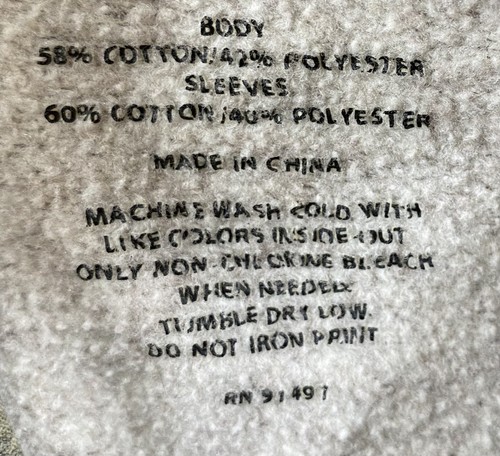 BODY
58% COTTON/42% POLYESTER
SLEEVES
60% COTTON/40% POLYESTER
MADE IN CHINA
MACHINE WASH COLD WITH
LIKE COLORS INSIDE-OUT
ONLY NON-CHLORINE BLEACH
WHEN NEEDED.
TUMBLE DRY LOW.
DO NOT IRON PRINT
RN 91497